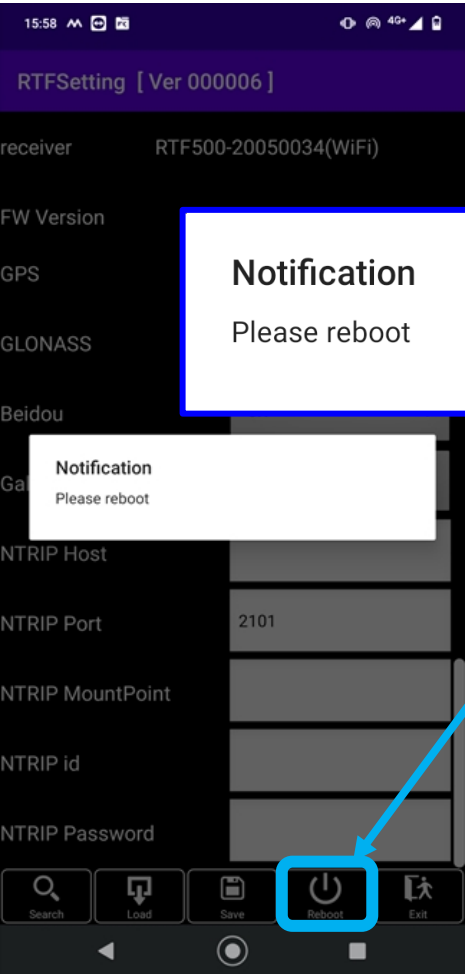 15:58
4G+
RTFSetting [ Ver 000006 ]
receiver RTF500-20050034(WiFi)
FW Version
GPS
Notification
Please reboot
GLONASS
Beidou
Notification
Please reboot
NTRIP Host
NTRIP Port 2101
NTRIP MountPoint
NTRIP id
NTRIP Password
Search Load Save Reboot Exit